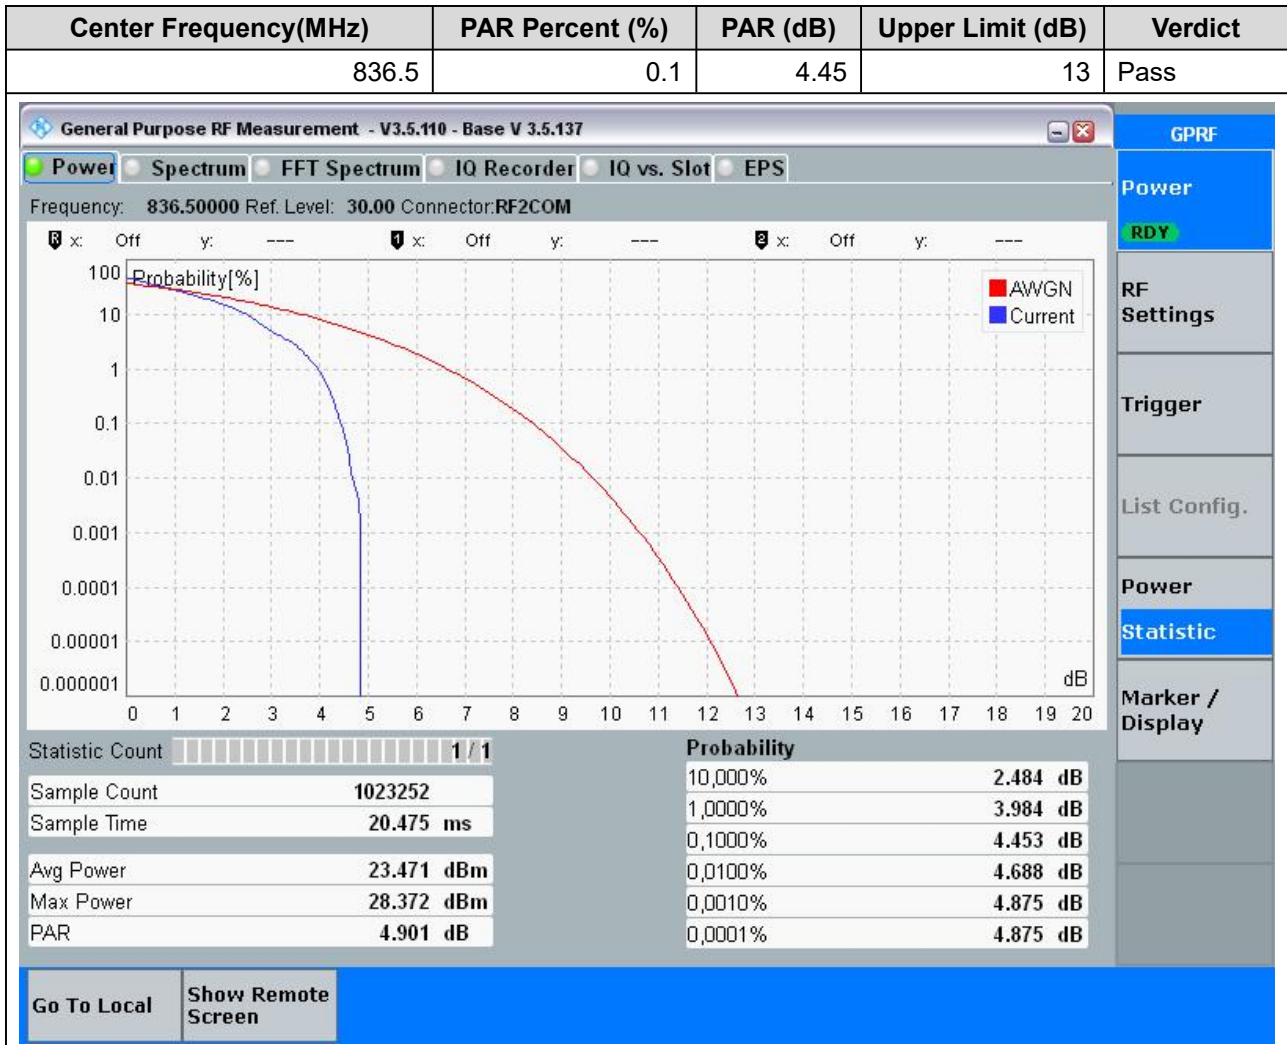 Center Frequency(MHz) PAR Percent (%) PAR (dB) Upper Limit (dB) Verdict
836.5 0.1 4.45 13 Pass
General Purpose RF Measurement - V3.5.110 - Base V 3.5.137
GPRF
Power Spectrum FFT Spectrum IQ Recorder IQ vs. Slot EPS
Power
RDY
Frequency: 836.50000 Ref. Level: 30.00 Connector:RF2COM
R x: Off y: --- 1 x: Off y: --- 2 x: Off y: ---
Probability[%]
AWGN
Current
100
10
1
0.1
0.01
0.001
0.0001
0.00001
0.000001
dB
0 1 2 3 4 5 6 7 8 9 10 11 12 13 14 15 16 17 18 19 20
RF
Settings
Trigger
List Config.
Power
Statistic
Marker /
Display
Statistic Count 1 / 1
Sample Count 1023252
Sample Time 20.475 ms
Avg Power 23.471 dBm
Max Power 28.372 dBm
PAR 4.901 dB
Probability
10,000% 2.484 dB
1,0000% 3.984 dB
0,1000% 4.453 dB
0,0100% 4.688 dB
0,0010% 4.875 dB
0,0001% 4.875 dB
Go To Local
Show Remote
Screen